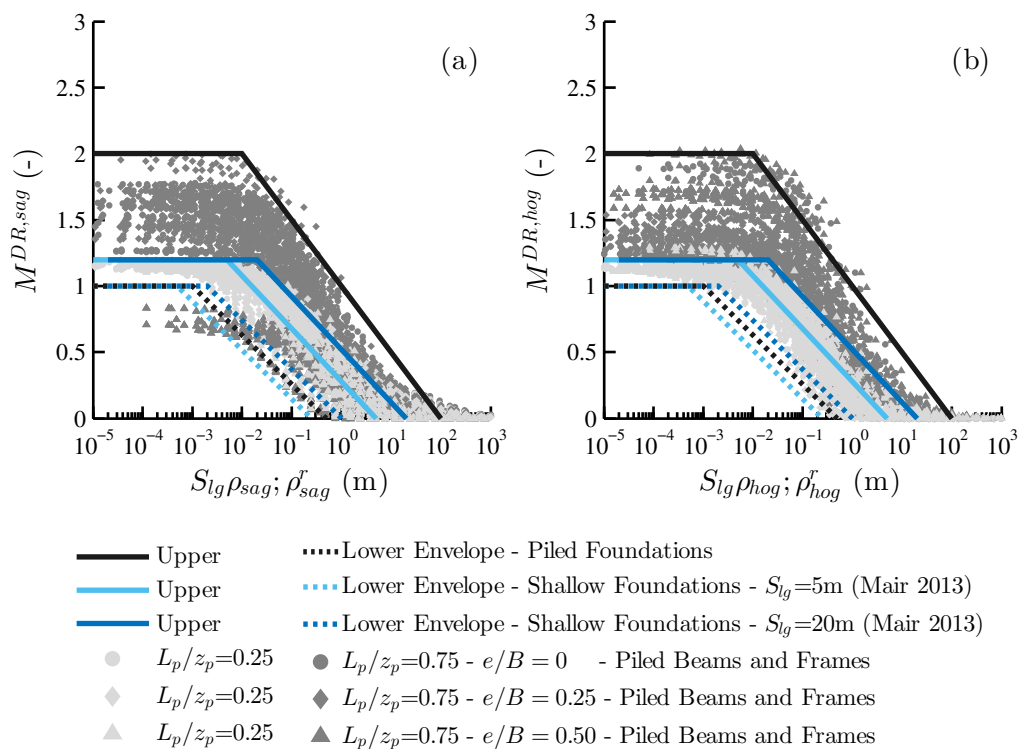 3
2.5
2
1.5
1
0.5
0
(a)
M^{DR,sag} (-)
10^{-5} 10^{-4} 10^{-3} 10^{-2} 10^{-1} 10^{0} 10^{1} 10^{2} 10^{3}
S_{lg}ρ_{sag}; ρ^{r}_{sag} (m)
3
2.5
2
1.5
1
0.5
0
(b)
M^{DR,hog} (-)
10^{-5} 10^{-4} 10^{-3} 10^{-2} 10^{-1} 10^{0} 10^{1} 10^{2} 10^{3}
S_{lg}ρ_{hog}; ρ^{r}_{hog} (m)
Upper Lower Envelope - Piled Foundations
Upper Lower Envelope - Shallow Foundations - S_{lg}=5m (Mair 2013)
Upper Lower Envelope - Shallow Foundations - S_{lg}=20m (Mair 2013)
L_p/z_p=0.25 L_p/z_p=0.75 - e/B = 0 - Piled Beams and Frames
L_p/z_p=0.25 L_p/z_p=0.75 - e/B = 0.25 - Piled Beams and Frames
L_p/z_p=0.25 L_p/z_p=0.75 - e/B = 0.50 - Piled Beams and Frames